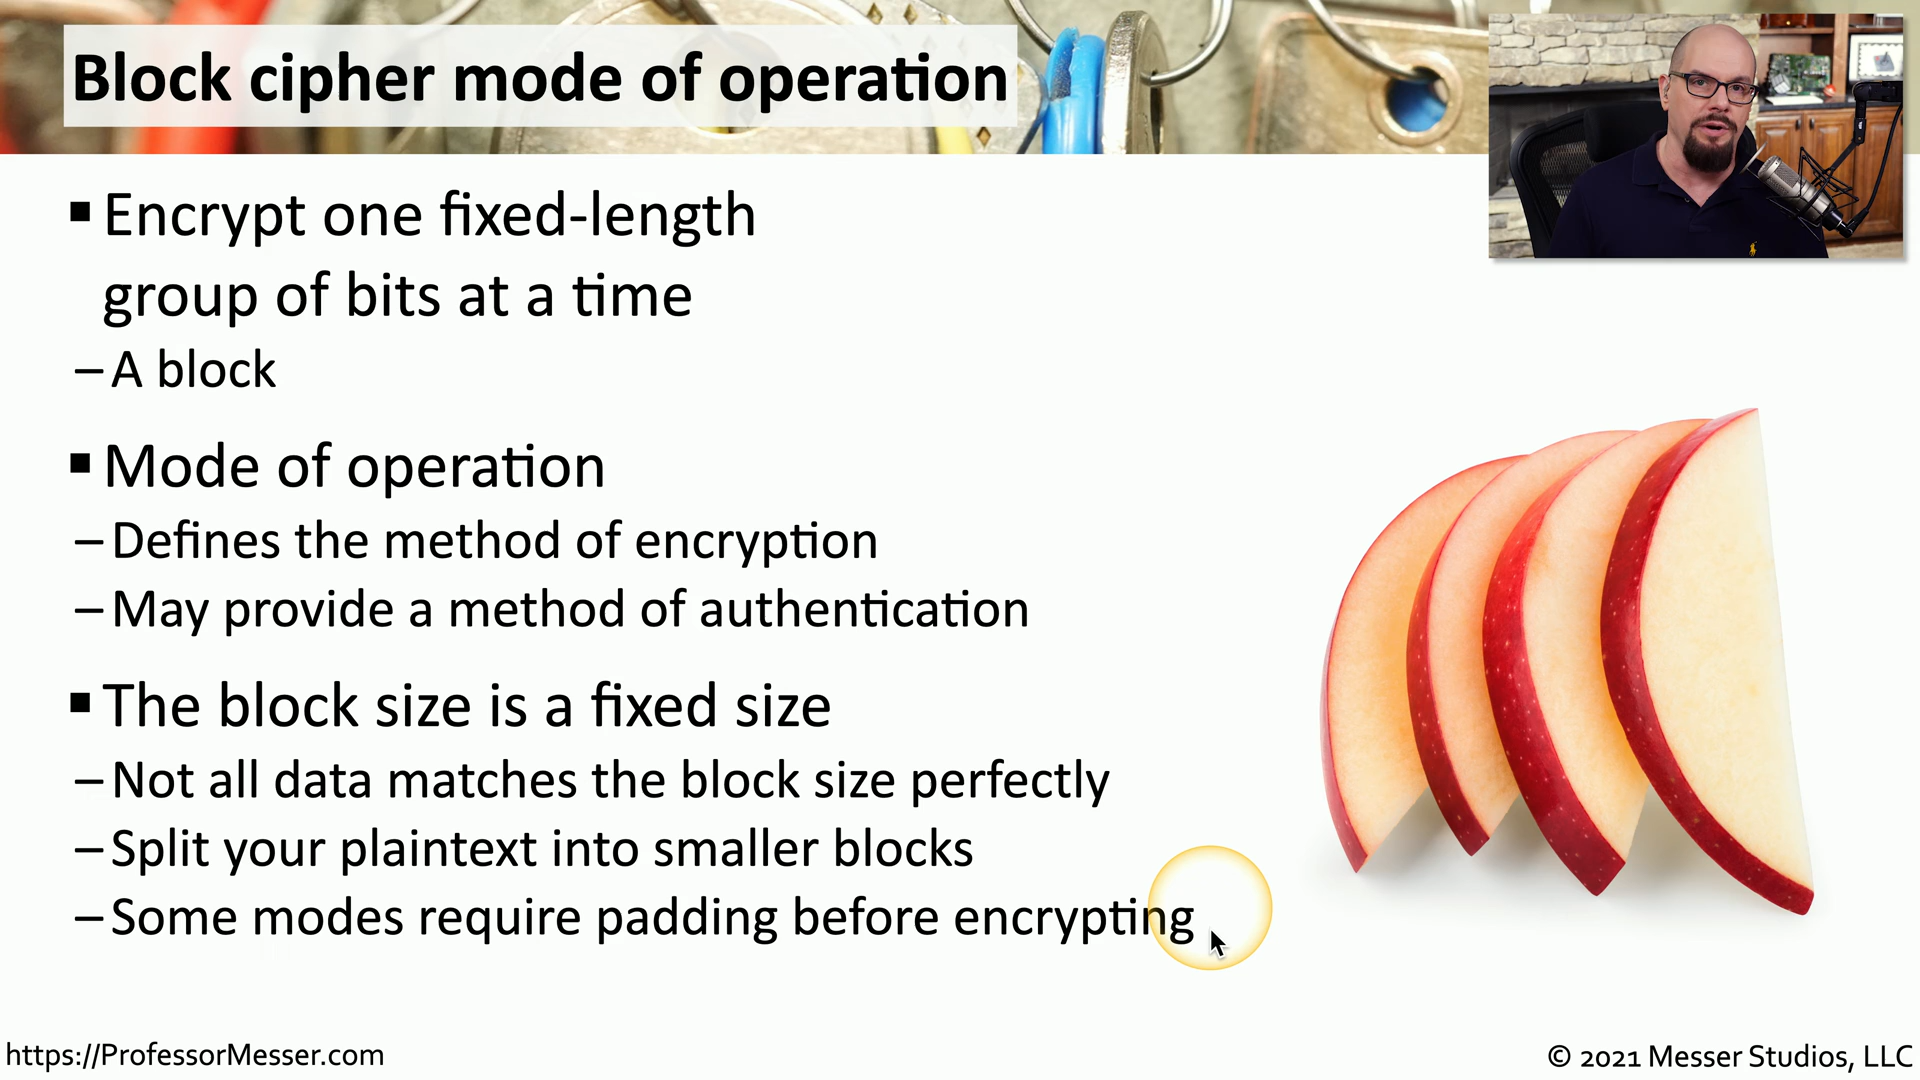 Block cipher mode of operation
▪ Encrypt one fixed-length
group of bits at a time
– A block
▪ Mode of operation
– Defines the method of encryption
– May provide a method of authentication
▪ The block size is a fixed size
– Not all data matches the block size perfectly
– Split your plaintext into smaller blocks
– Some modes require padding before encrypting
https://ProfessorMesser.com
© 2021 Messer Studios, LLC